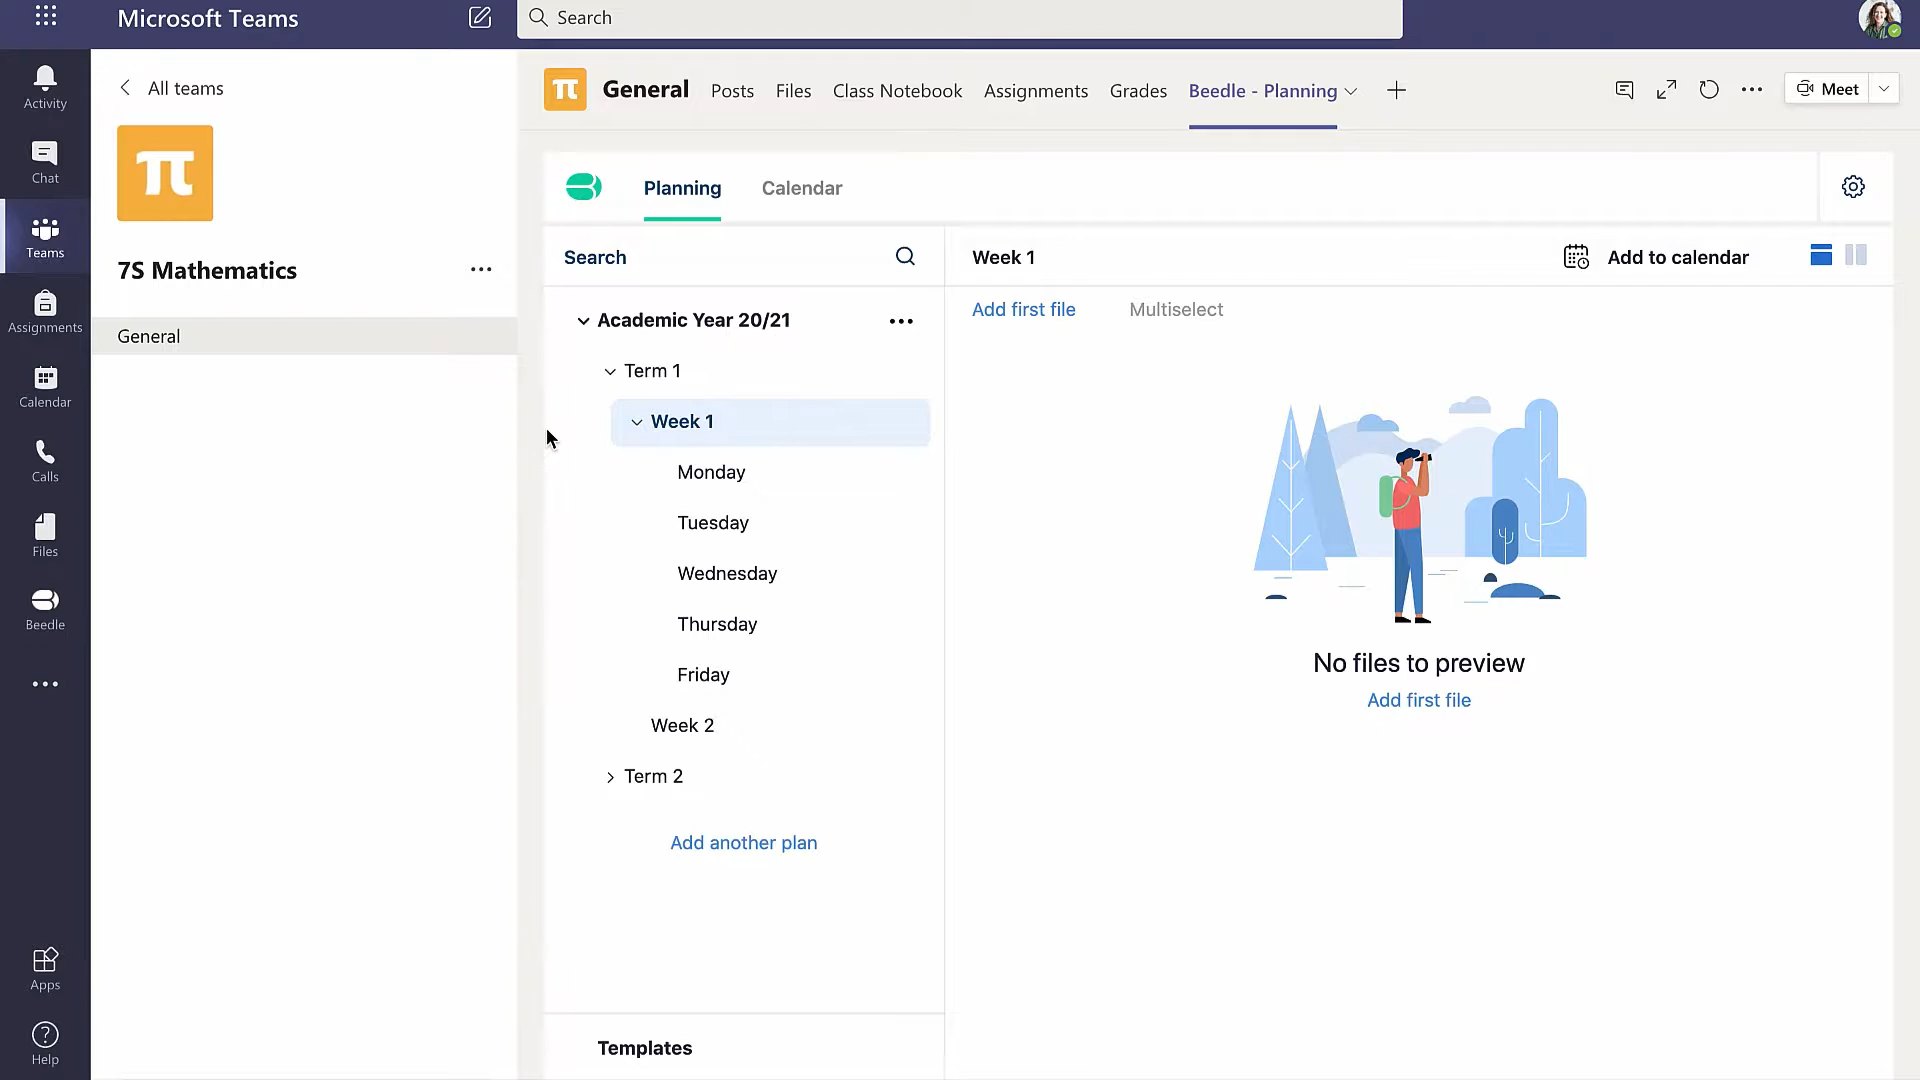 Microsoft Teams
Search
Activity
Chat
Teams
Assignments
Calendar
Calls
Files
Beedle
Apps
Help
All teams
π
7S Mathematics
General
π
General
Posts
Files
Class Notebook
Assignments
Grades
Beedle - Planning
Meet
Planning
Calendar
Search
Academic Year 20/21
Term 1
Week 1
Monday
Tuesday
Wednesday
Thursday
Friday
Week 2
Term 2
Add another plan
Templates
Week 1
Add to calendar
Add first file
Multiselect
No files to preview
Add first file